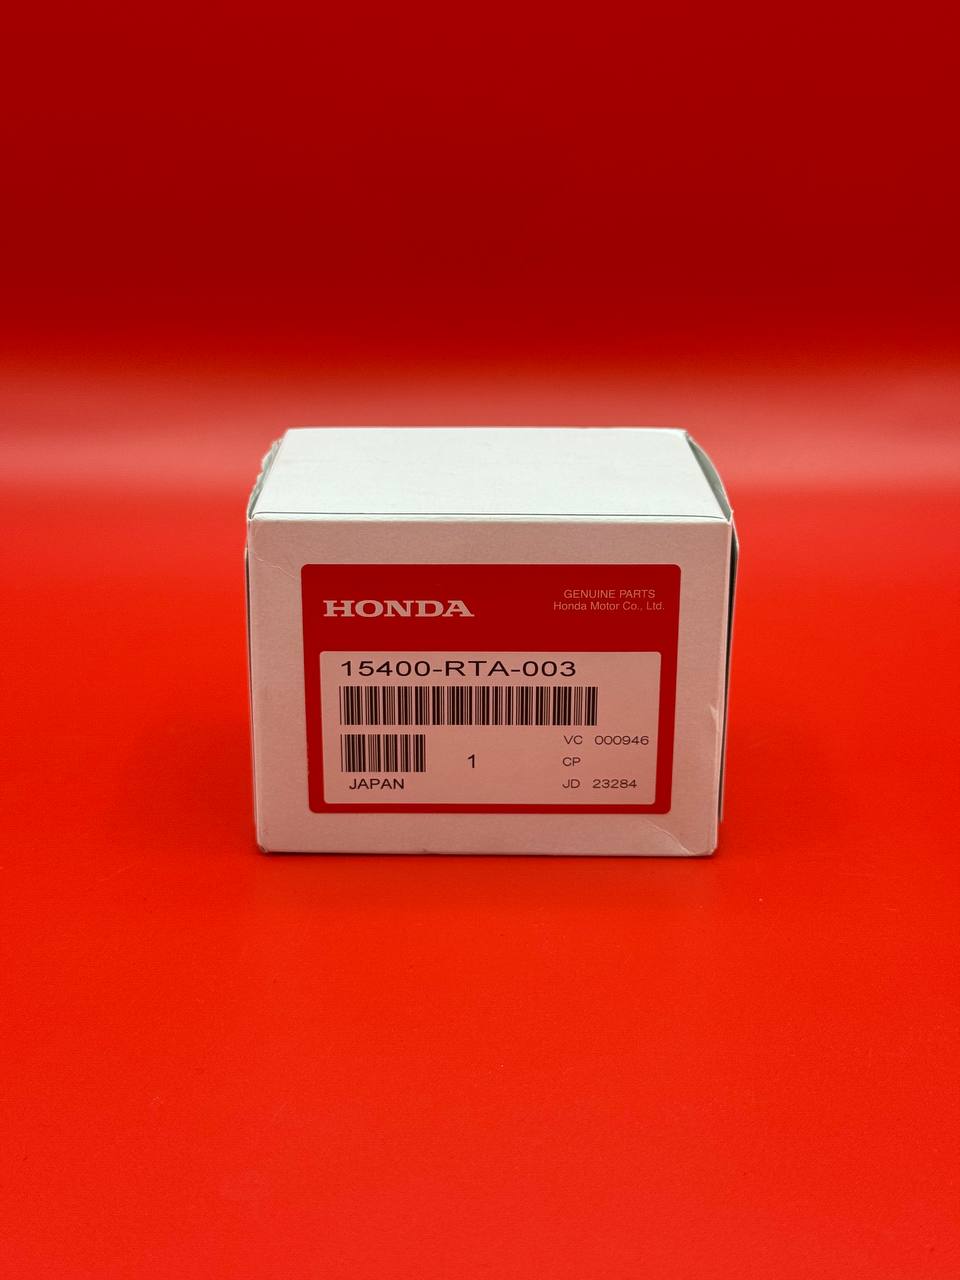 HONDA
GENUINE PARTS
Honda Motor Co., Ltd.
15400-RTA-003
VC 000946
1
CP
JAPAN
JD 23284